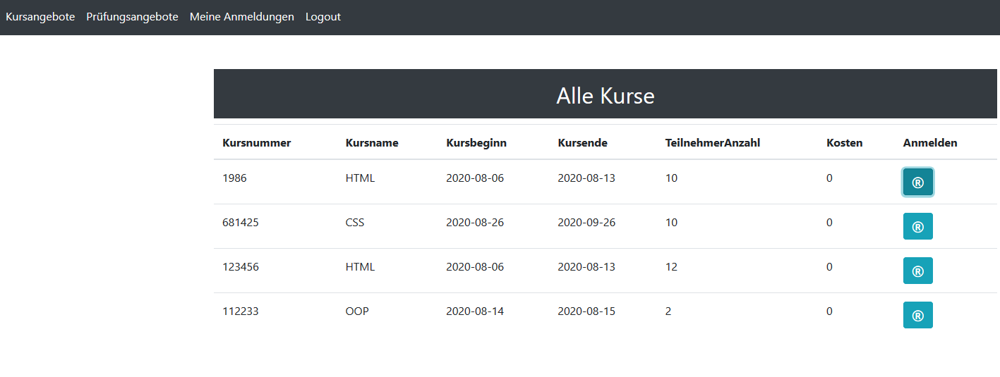 Kursangebote Prüfungsangebote Meine Anmeldungen Logout
Alle Kurse
Kursnummer Kursname Kursbeginn Kursende TeilnehmerAnzahl Kosten Anmelden
1986 HTML 2020-08-06 2020-08-13 10 0 ®
681425 CSS 2020-08-26 2020-09-26 10 0 ®
123456 HTML 2020-08-06 2020-08-13 12 0 ®
112233 OOP 2020-08-14 2020-08-15 2 0 ®